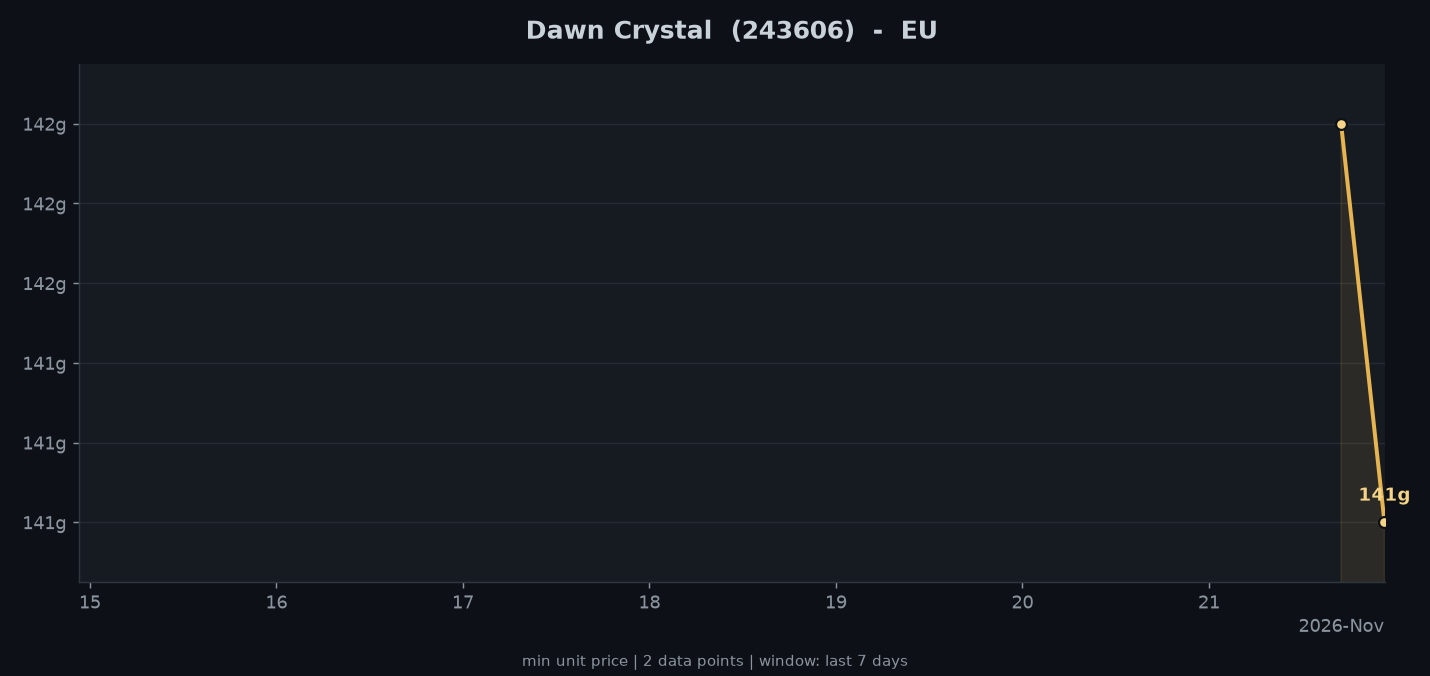 Dawn Crystal (243606) - EU
142g
142g
142g
141g
141g
141g
141g
15 16 17 18 19 20 21
2026-Nov
min unit price | 2 data points | window: last 7 days